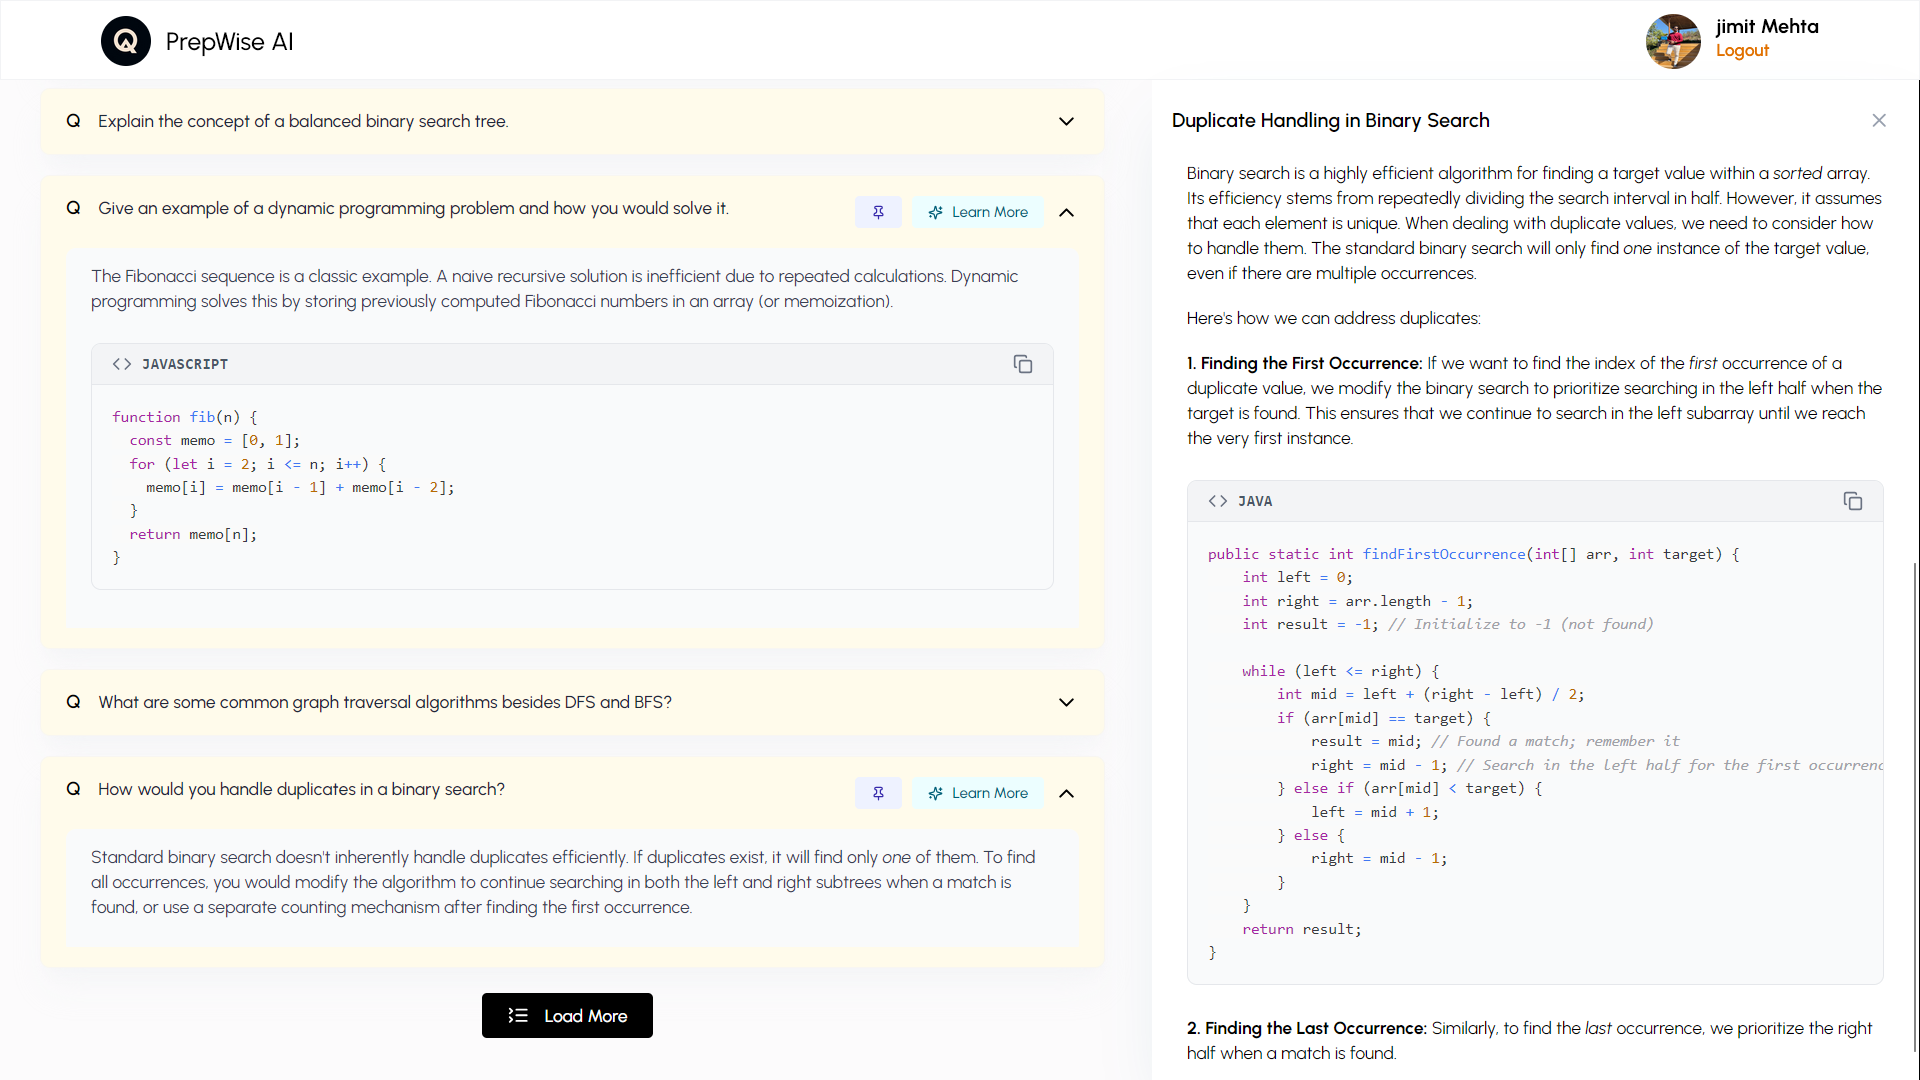 PrepWise AI
jimit Mehta
Logout
Q Explain the concept of a balanced binary search tree.
Q Give an example of a dynamic programming problem and how you would solve it.
Learn More
The Fibonacci sequence is a classic example. A naive recursive solution is inefficient due to repeated calculations. Dynamic
programming solves this by storing previously computed Fibonacci numbers in an array (or memoization).
<> JAVASCRIPT
function fib(n) {
  const memo = [0, 1];
  for (let i = 2; i <= n; i++) {
    memo[i] = memo[i - 1] + memo[i - 2];
  }
  return memo[n];
}
Q What are some common graph traversal algorithms besides DFS and BFS?
Q How would you handle duplicates in a binary search?
Learn More
Standard binary search doesn't inherently handle duplicates efficiently. If duplicates exist, it will find only one of them. To find
all occurrences, you would modify the algorithm to continue searching in both the left and right subtrees when a match is
found, or use a separate counting mechanism after finding the first occurrence.
Load More
Duplicate Handling in Binary Search
Binary search is a highly efficient algorithm for finding a target value within a sorted array.
Its efficiency stems from repeatedly dividing the search interval in half. However, it assumes
that each element is unique. When dealing with duplicate values, we need to consider how
to handle them. The standard binary search will only find one instance of the target value,
even if there are multiple occurrences.
Here's how we can address duplicates:
1. Finding the First Occurrence: If we want to find the index of the first occurrence of a
duplicate value, we modify the binary search to prioritize searching in the left half when the
target is found. This ensures that we continue to search in the left subarray until we reach
the very first instance.
<> JAVA
public static int findFirstOccurrence(int[] arr, int target) {
    int left = 0;
    int right = arr.length - 1;
    int result = -1; // Initialize to -1 (not found)
    while (left <= right) {
        int mid = left + (right - left) / 2;
        if (arr[mid] == target) {
            result = mid; // Found a match; remember it
            right = mid - 1; // Search in the left half for the first occurrenc
        } else if (arr[mid] < target) {
            left = mid + 1;
        } else {
            right = mid - 1;
        }
    }
    return result;
}
2. Finding the Last Occurrence: Similarly, to find the last occurrence, we prioritize the right
half when a match is found.